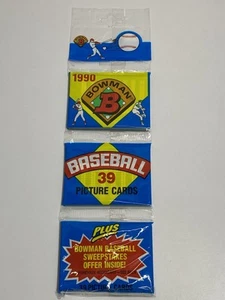 1990
BOWMAN
B
BASEBALL
39
PICTURE CARDS
PLUS
BOWMAN BASEBALL
SWEEPSTAKES
OFFER INSIDE!